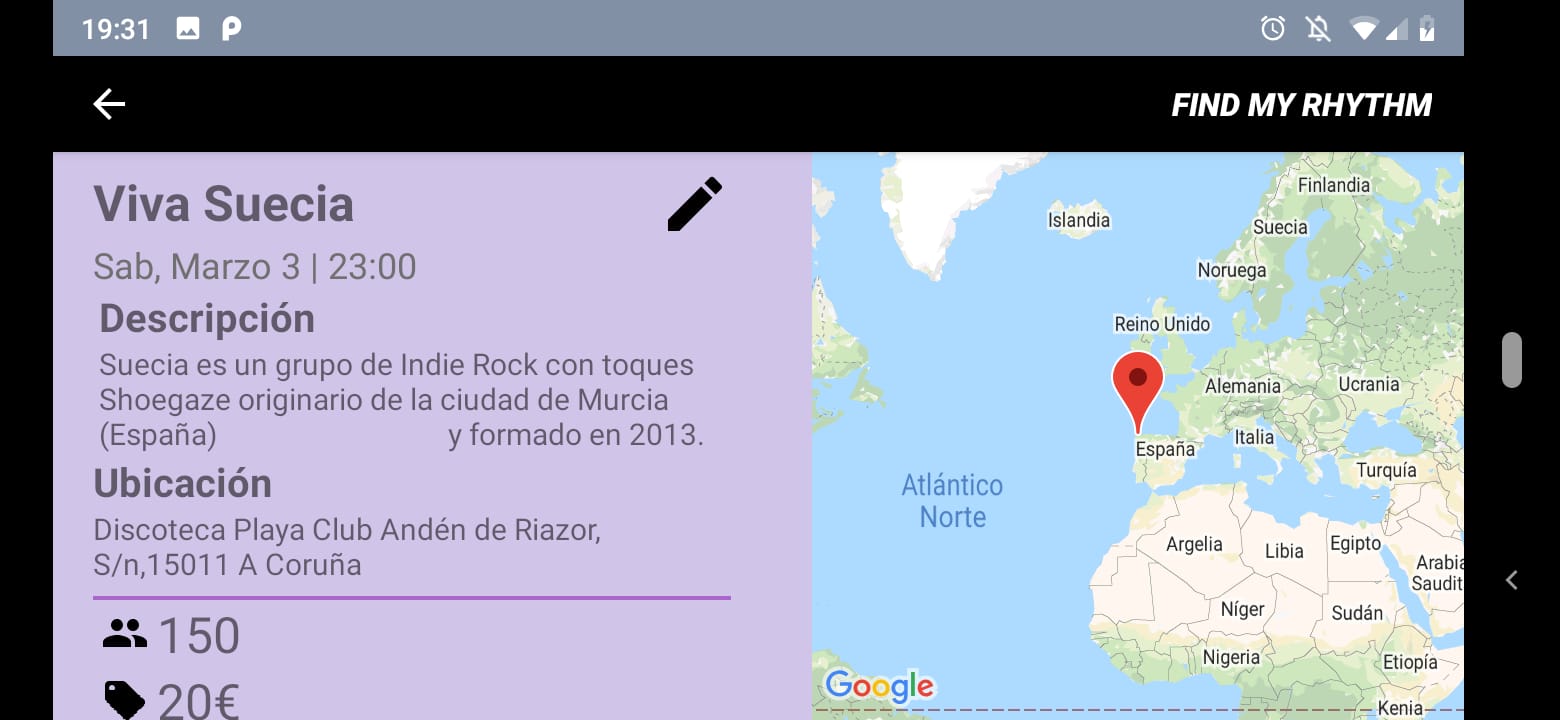 19:31
FIND MY RHYTHM
Viva Suecia
Sab, Marzo 3 | 23:00
Descripción
Suecia es un grupo de Indie Rock con toques
Shoegaze originario de la ciudad de Murcia
(España) y formado en 2013.
Ubicación
Discoteca Playa Club Andén de Riazor,
S/n,15011 A Coruña
150
20€
Finlandia
Islandia
Suecia
Noruega
Reino Unido
Alemania
Ucrania
Italia
España
Turquía
Atlántico
Norte
Argelia
Libia
Egipto
Arabia
Saudit
Níger
Sudán
Nigeria
Etiopía
Google
Kenia